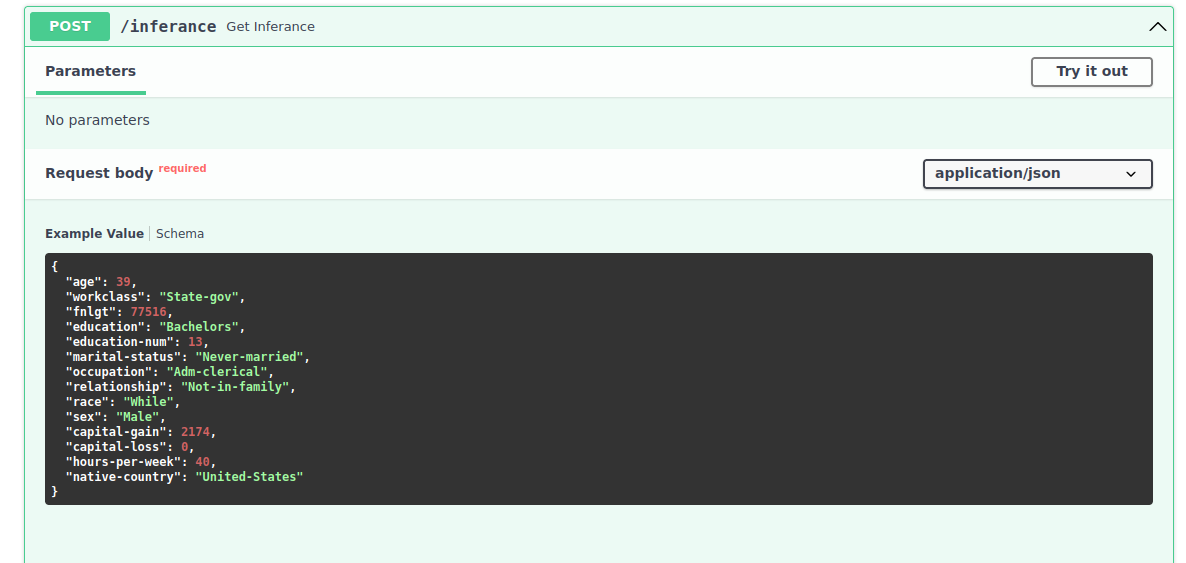 POST /inferance Get Inferance
Parameters
Try it out
No parameters
Request body required
application/json
Example Value Schema
{
  "age": 39,
  "workclass": "State-gov",
  "fnlgt": 77516,
  "education": "Bachelors",
  "education-num": 13,
  "marital-status": "Never-married",
  "occupation": "Adm-clerical",
  "relationship": "Not-in-family",
  "race": "While",
  "sex": "Male",
  "capital-gain": 2174,
  "capital-loss": 0,
  "hours-per-week": 40,
  "native-country": "United-States"
}